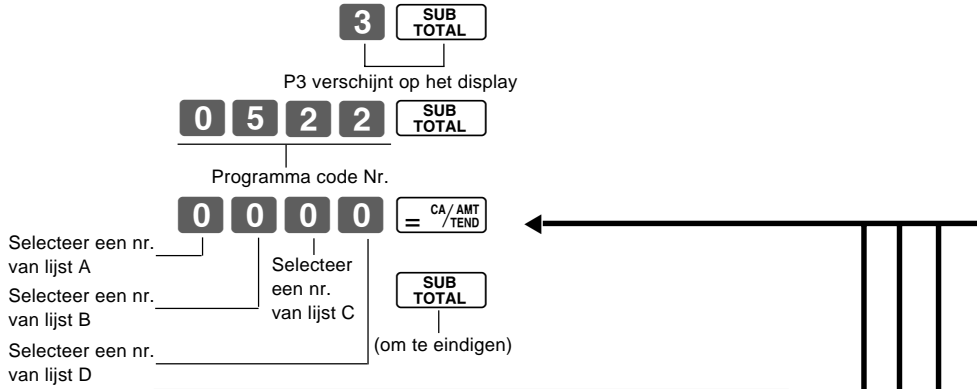 3 SUB TOTAL
P3 verschijnt op het display
0 5 2 2 SUB TOTAL
Programma code Nr.
0 0 0 0 = CA/AMT TEND
Selecteer een nr.
van lijst A
Selecteer
een nr.
van lijst C
Selecteer een nr.
van lijst B
SUB TOTAL
(om te eindigen)
Selecteer een nr.
van lijst D